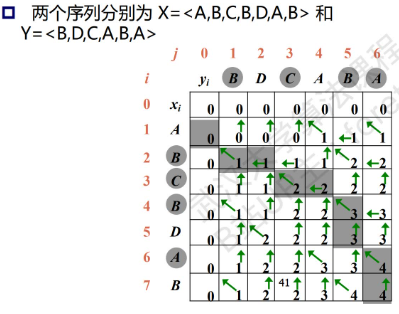 两个序列分别为 X=<A,B,C,B,D,A,B> 和
Y=<B,D,C,A,B,A>
j 0 1 2 3 4 5 6
i yi B D C A B A
0 xi 0 0 0 0 0 0
1 A 0 0 0 0 1 1 1
2 B 0 1 1 1 1 2 2
3 C 0 1 1 2 2 2 2
4 B 0 1 1 2 2 3 3
5 D 0 1 2 2 2 3 3
6 A 0 1 2 2 3 3 4
41
7 B 0 1 2 2 3 4 4